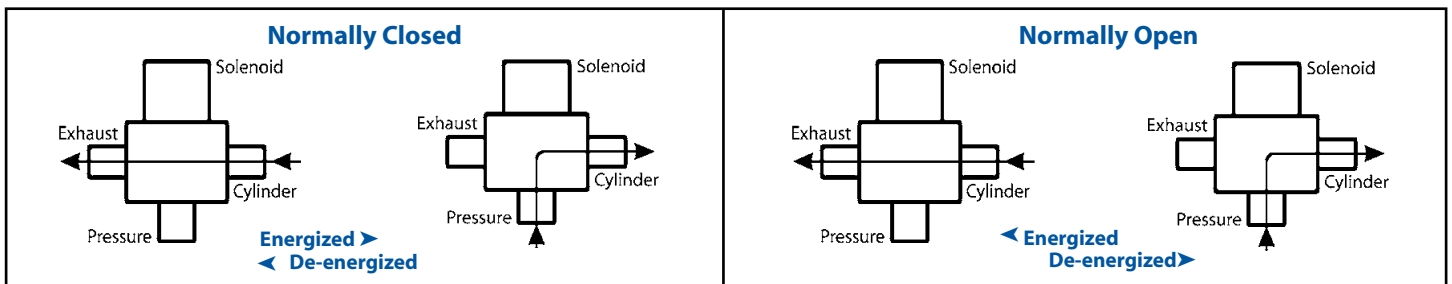 Normally Closed
Solenoid
Exhaust
Cylinder
Pressure
Solenoid
Exhaust
Cylinder
Pressure
Energized ➤
◄ De-energized
Normally Open
Solenoid
Exhaust
Cylinder
Pressure
Solenoid
Exhaust
Cylinder
Pressure
◄ Energized
De-energized➤